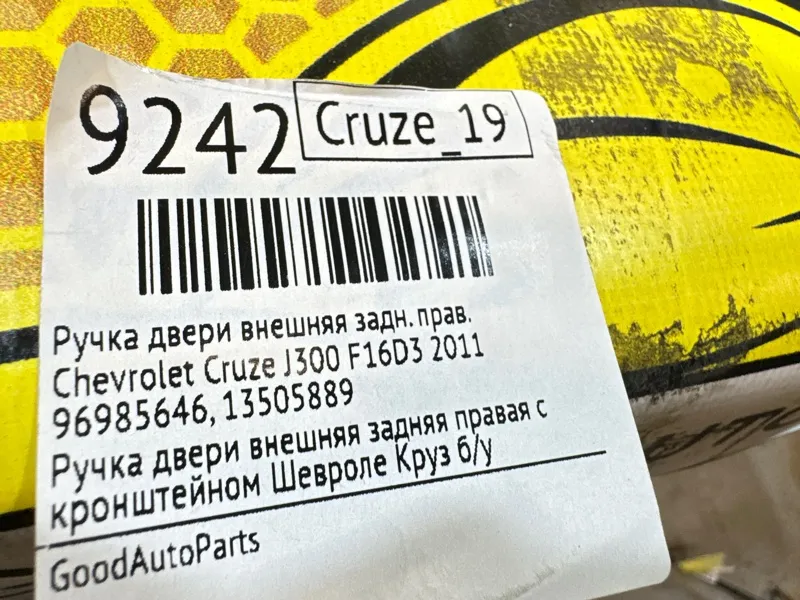 9242 Cruze_19
Ручка двери внешняя задн. прав.
Chevrolet Cruze J300 F16D3 2011
96985646, 13505889
Ручка двери внешняя задняя правая с
кронштейном Шевроле Круз б/у
GoodAutoParts